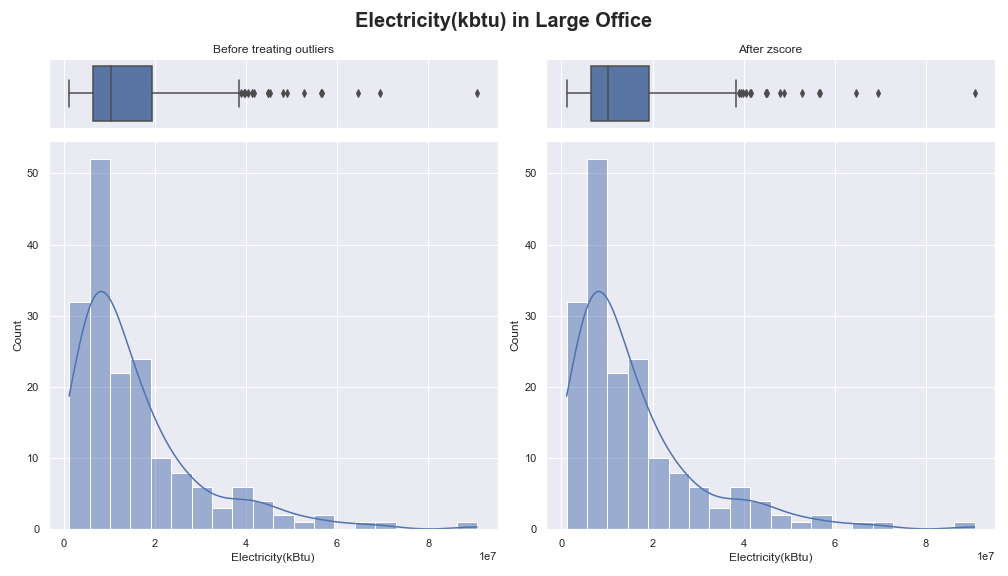 Electricity(kbtu) in Large Office
Before treating outliers
After zscore
50
40
30
20
10
0
Count
0 2 4 6 8
1e7
Electricity(kBtu)
50
40
30
20
10
0
Count
0 2 4 6 8
1e7
Electricity(kBtu)